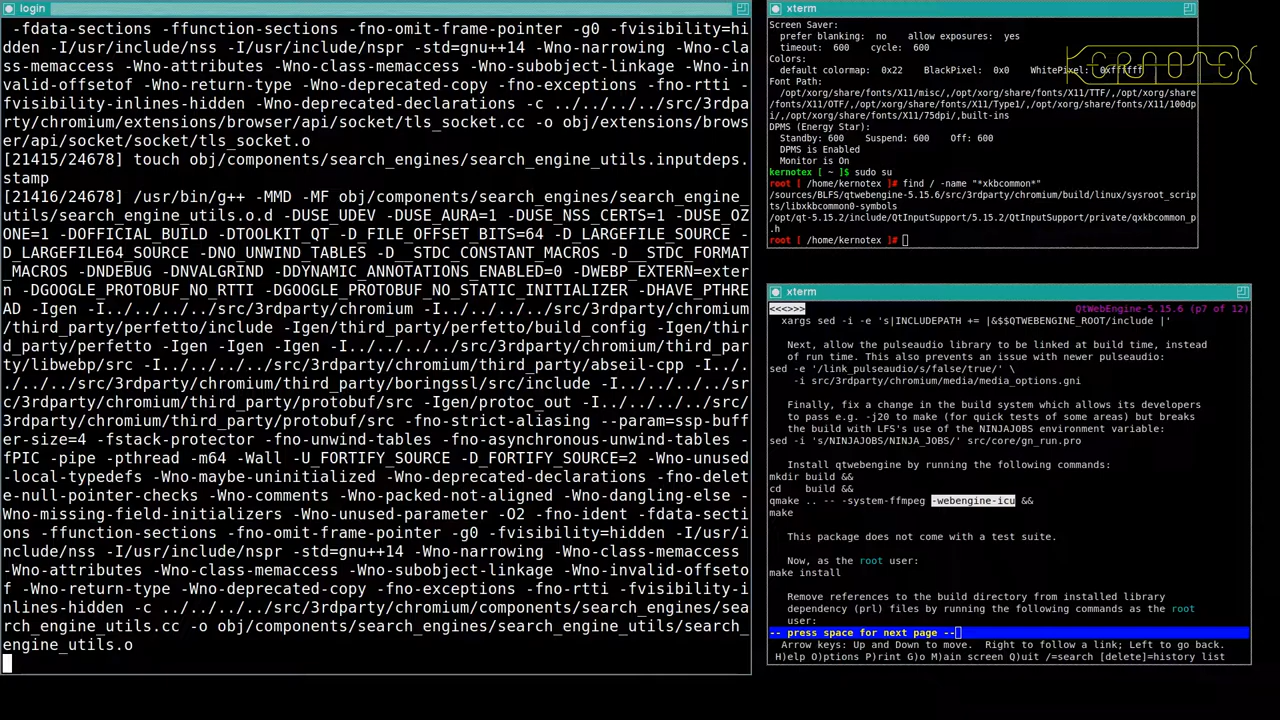 login
-fdata-sections -ffunction-sections -fno-omit-frame-pointer -g0 -fvisibility=hi
dden -I/usr/include/nss -I/usr/include/nspr -std=gnu++14 -Wno-narrowing -Wno-cla
ss-memaccess -Wno-attributes -Wno-class-memaccess -Wno-subobject-linkage -Wno-in
valid-offsetof -Wno-return-type -Wno-deprecated-copy -fno-exceptions -fno-rtti -
fvisibility-inlines-hidden -Wno-deprecated-declarations -c ../../../../src/3rdpa
rty/chromium/extensions/browser/api/socket/tls_socket.cc -o obj/extensions/brows
er/api/socket/socket/tls_socket.o
[21415/24678] touch obj/components/search_engines/search_engine_utils.inputdeps.
stamp
[21416/24678] /usr/bin/g++ -MMD -MF obj/components/search_engines/search_engine_
utils/search_engine_utils.o.d -DUSE_UDEV -DUSE_AURA=1 -DUSE_NSS_CERTS=1 -DUSE_OZ
ONE=1 -DOFFICIAL_BUILD -DTOOLKIT_QT -D_FILE_OFFSET_BITS=64 -D_LARGEFILE_SOURCE -
D_LARGEFILE64_SOURCE -DNO_UNWIND_TABLES -D__STDC_CONSTANT_MACROS -D__STDC_FORMAT
_MACROS -DNDEBUG -DNVALGRIND -DDYNAMIC_ANNOTATIONS_ENABLED=0 -DWEBP_EXTERN=exter
n -DGOOGLE_PROTOBUF_NO_RTTI -DGOOGLE_PROTOBUF_NO_STATIC_INITIALIZER -DHAVE_PTHRE
AD -Igen -I../../../../src/3rdparty/chromium -I../../../../src/3rdparty/chromium
/third_party/perfetto/include -Igen/third_party/perfetto/build_config -Igen/thir
d_party/perfetto -Igen -Igen -I../../../../src/3rdparty/chromium/third_party/par
ty/libwebp/src -I../../../../src/3rdparty/chromium/third_party/abseil-cpp -I../.
./../../src/3rdparty/chromium/third_party/boringssl/src/include -I../../../../sr
c/3rdparty/chromium/third_party/protobuf/src -Igen/protoc_out -I../../../../src/
3rdparty/chromium/third_party/protobuf/src -fno-strict-aliasing --param=ssp-buff
er-size=4 -fstack-protector -fno-unwind-tables -fno-asynchronous-unwind-tables -
fPIC -pipe -pthread -m64 -Wall -U_FORTIFY_SOURCE -D_FORTIFY_SOURCE=2 -Wno-unused
-local-typedefs -Wno-maybe-uninitialized -Wno-deprecated-declarations -fno-delet
e-null-pointer-checks -Wno-comments -Wno-packed-not-aligned -Wno-dangling-else -
Wno-missing-field-initializers -Wno-unused-parameter -O2 -fno-ident -fdata-secti
ons -ffunction-sections -fno-omit-frame-pointer -g0 -fvisibility=hidden -I/usr/i
nclude/nss -I/usr/include/nspr -std=gnu++14 -Wno-narrowing -Wno-class-memaccess
-Wno-attributes -Wno-class-memaccess -Wno-subobject-linkage -Wno-invalid-offseto
f -Wno-return-type -Wno-deprecated-copy -fno-exceptions -fno-rtti -fvisibility-i
nlines-hidden -c ../../../../src/3rdparty/chromium/components/search_engines/sea
rch_engine_utils.cc -o obj/components/search_engines/search_engine_utils/search_
engine_utils.o
xterm
Screen Saver:
prefer blanking: no allow exposures: yes
timeout: 600 cycle: 600
Colors:
default colormap: 0x22 BlackPixel: 0x0 WhitePixel: 0xffffff
Font Path:
/opt/xorg/share/fonts/X11/misc/,/opt/xorg/share/fonts/X11/TTF/,/opt/xorg/share
/fonts/X11/OTF/,/opt/xorg/share/fonts/X11/Type1/,/opt/xorg/share/fonts/X11/100dp
i/,/opt/xorg/share/fonts/X11/75dpi/,built-ins
DPMS (Energy Star):
Standby: 600 Suspend: 600 Off: 600
DPMS is Enabled
Monitor is On
kernotex [ ~ ]$ sudo su
root [ /home/kernotex ]# find / -name "*xkbcommon*"
/sources/BLFS/qtwebengine-5.15.6/src/3rdparty/chromium/build/linux/sysroot_scrip
ts/libxkbcommon0-symbols
/opt/qt-5.15.2/include/QtInputSupport/5.15.2/QtInputSupport/private/qxkbcommon_p
.h
root [ /home/kernotex ]#
KERNOTEX
xterm
<<<>>> QtWebEngine-5.15.6 (p7 of 12)
xargs sed -i -e 's|INCLUDEPATH += |&$$QTWEBENGINE_ROOT/include |'
Next, allow the pulseaudio library to be linked at build time, instead
of run time. This also prevents an issue with newer pulseaudio:
sed -e '/link_pulseaudio/s/false/true/' \
-i src/3rdparty/chromium/media/media_options.gni
Finally, fix a change in the build system which allows its developers
to pass e.g. -j20 to make (for quick tests of some areas) but breaks
the build with LFS's use of the NINJAJOBS environment variable:
sed -i 's/NINJAJOBS/NINJA_JOBS/' src/core/gn_run.pro
Install qtwebengine by running the following commands:
mkdir build &&
cd build &&
qmake .. -- -system-ffmpeg -webengine-icu &&
make
This package does not come with a test suite.
Now, as the root user:
make install
Remove references to the build directory from installed library
dependency (prl) files by running the following commands as the root
user:
-- press space for next page --
Arrow keys: Up and Down to move. Right to follow a link; Left to go back.
H)elp O)ptions P)rint G)o M)ain screen Q)uit /=search [delete]=history list